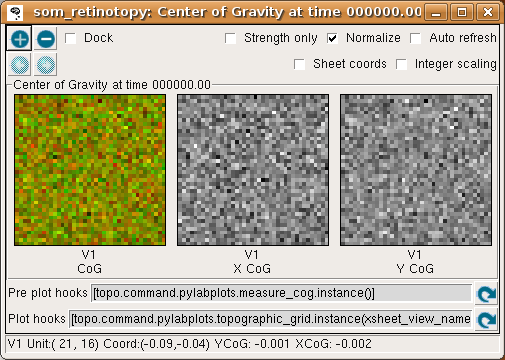 som_retinotopy: Center of Gravity at time 000000.00
Dock
Strength only
Normalize
Auto refresh
Sheet coords
Integer scaling
Center of Gravity at time 000000.00
V1
CoG
V1
X CoG
V1
Y CoG
Pre plot hooks [topo.command.pylabplots.measure_cog.instance()]
Plot hooks [topo.command.pylabplots.topographic_grid.instance(xsheet_view_name
V1 Unit:( 21, 16) Coord:(-0.09,-0.04) YCoG: -0.001 XCoG: -0.002